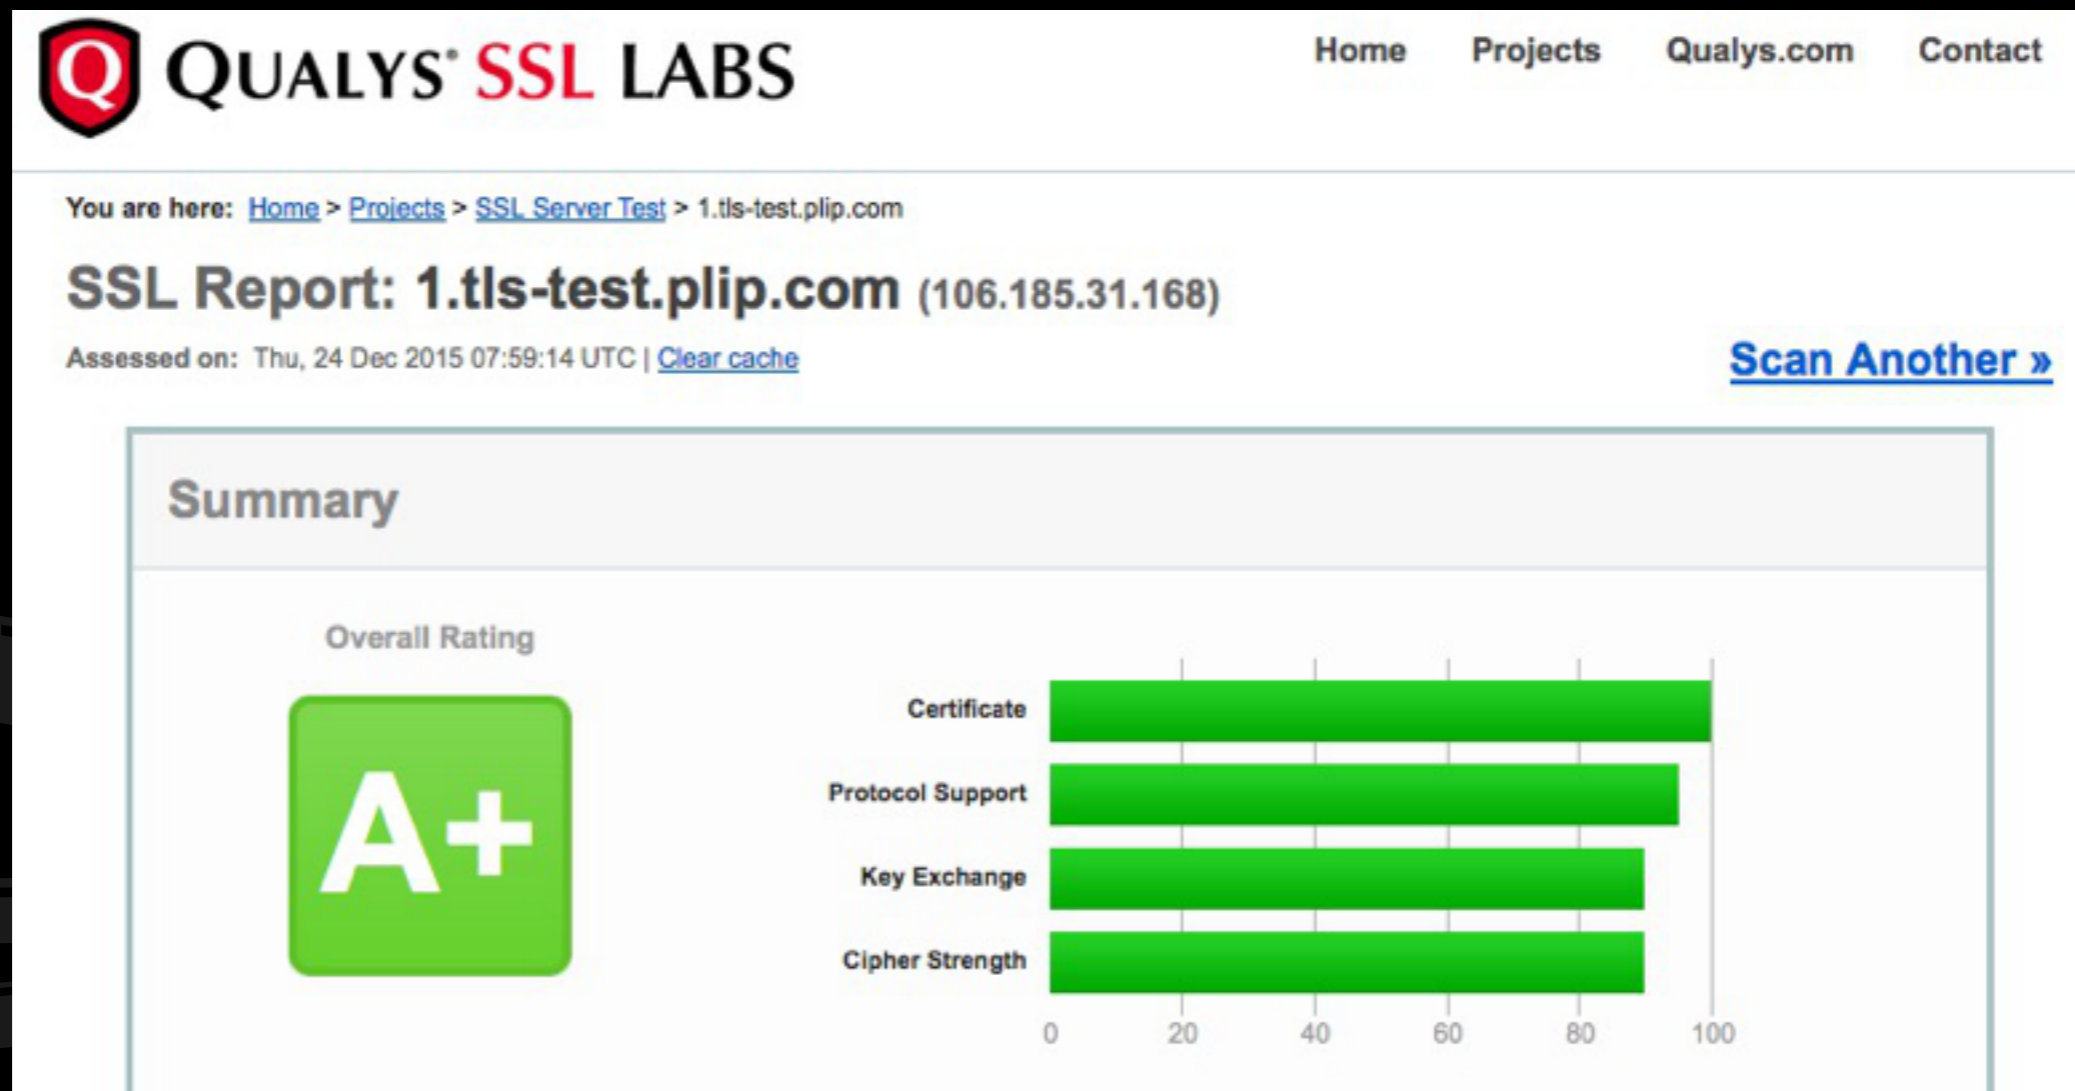 Q QUALYS® SSL LABS
Home Projects Qualys.com Contact
You are here: Home > Projects > SSL Server Test > 1.tls-test.plip.com
SSL Report: 1.tls-test.plip.com (106.185.31.168)
Assessed on: Thu, 24 Dec 2015 07:59:14 UTC | Clear cache
Scan Another »
Summary
Overall Rating
A+
Certificate
Protocol Support
Key Exchange
Cipher Strength
0 20 40 60 80 100